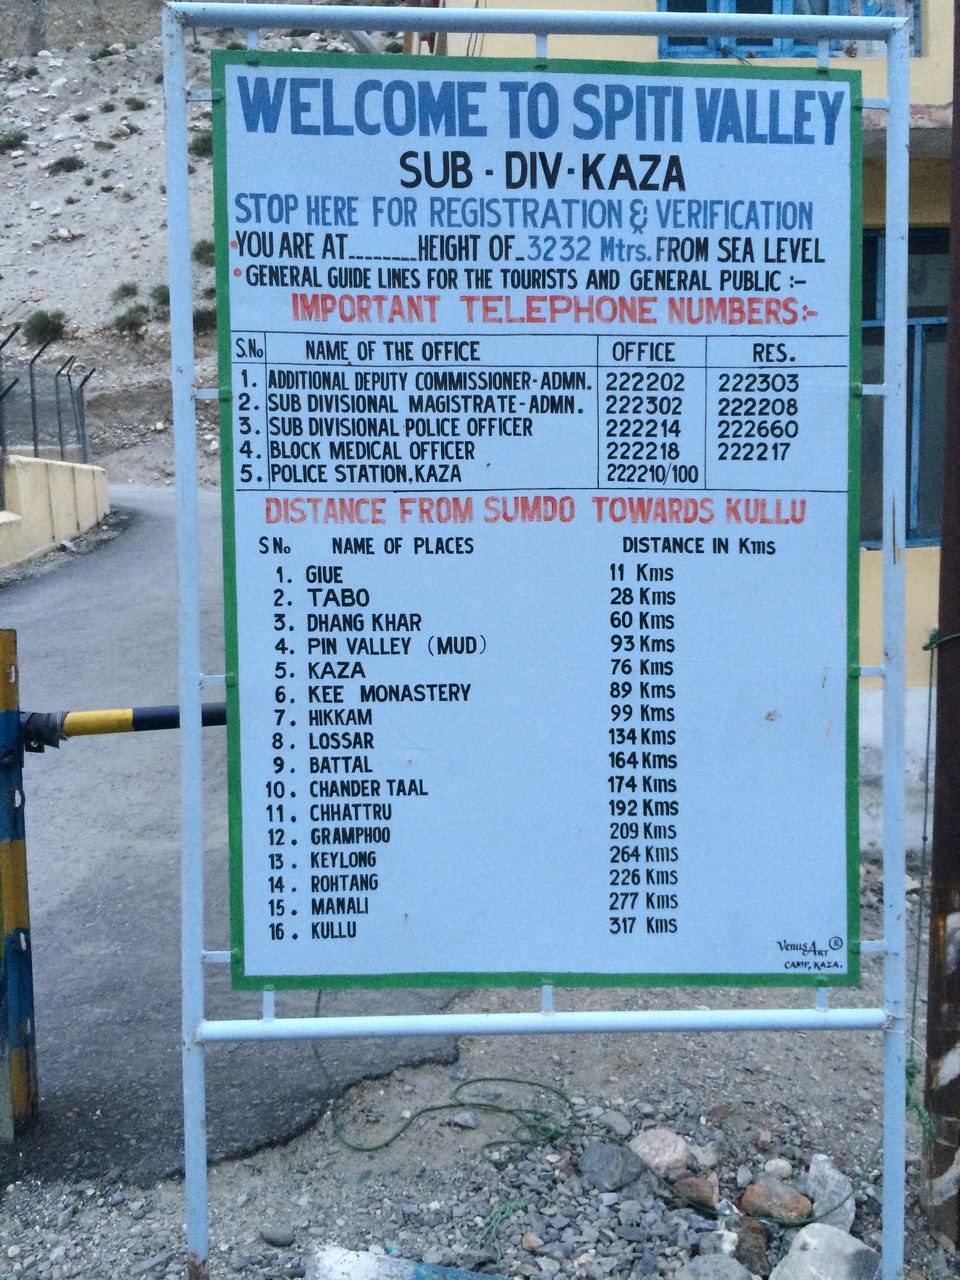 WELCOME TO SPITI VALLEY
SUB - DIV - KAZA
STOP HERE FOR REGISTRATION & VERIFICATION
• YOU ARE AT________HEIGHT OF_3232 Mtrs. FROM SEA LEVEL
• GENERAL GUIDE LINES FOR THE TOURISTS AND GENERAL PUBLIC :-
IMPORTANT TELEPHONE NUMBERS:-
S.No NAME OF THE OFFICE OFFICE RES.
1. ADDITIONAL DEPUTY COMMISSIONER-ADMN. 222202 222303
2. SUB DIVISIONAL MAGISTRATE-ADMN. 222302 222208
3. SUB DIVISIONAL POLICE OFFICER 222214 222660
4. BLOCK MEDICAL OFFICER 222218 222217
5. POLICE STATION,KAZA 222210/100
DISTANCE FROM SUMDO TOWARDS KULLU
S No NAME OF PLACES DISTANCE IN Kms
1. GIUE 11 Kms
2. TABO 28 Kms
3. DHANG KHAR 60 Kms
4. PIN VALLEY (MUD) 93 Kms
5. KAZA 76 Kms
6. KEE MONASTERY 89 Kms
7. HIKKAM 99 Kms
8. LOSSAR 134 Kms
9. BATTAL 164 Kms
10. CHANDER TAAL 174 Kms
11. CHHATTRU 192 Kms
12. GRAMPHOO 209 Kms
13. KEYLONG 264 Kms
14. ROHTANG 226 Kms
15. MANALI 277 Kms
16. KULLU 317 Kms
Venus Art ®
CAMP, KAZA.